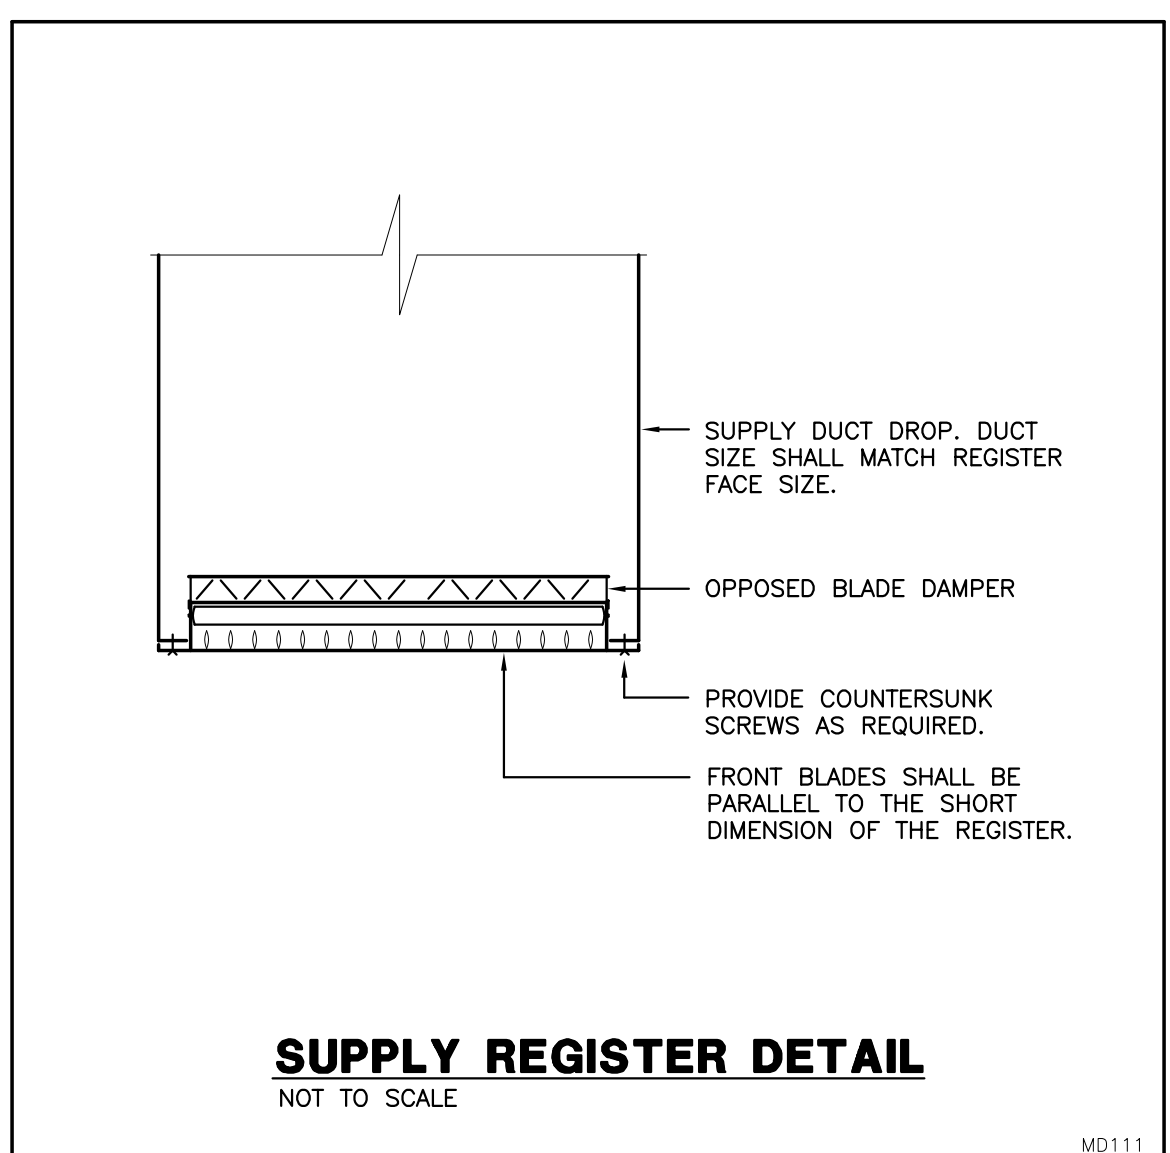 SUPPLY DUCT DROP. DUCT
SIZE SHALL MATCH REGISTER
FACE SIZE.
OPPOSED BLADE DAMPER
PROVIDE COUNTERSUNK
SCREWS AS REQUIRED.
FRONT BLADES SHALL BE
PARALLEL TO THE SHORT
DIMENSION OF THE REGISTER.
SUPPLY REGISTER DETAIL
NOT TO SCALE
MD111